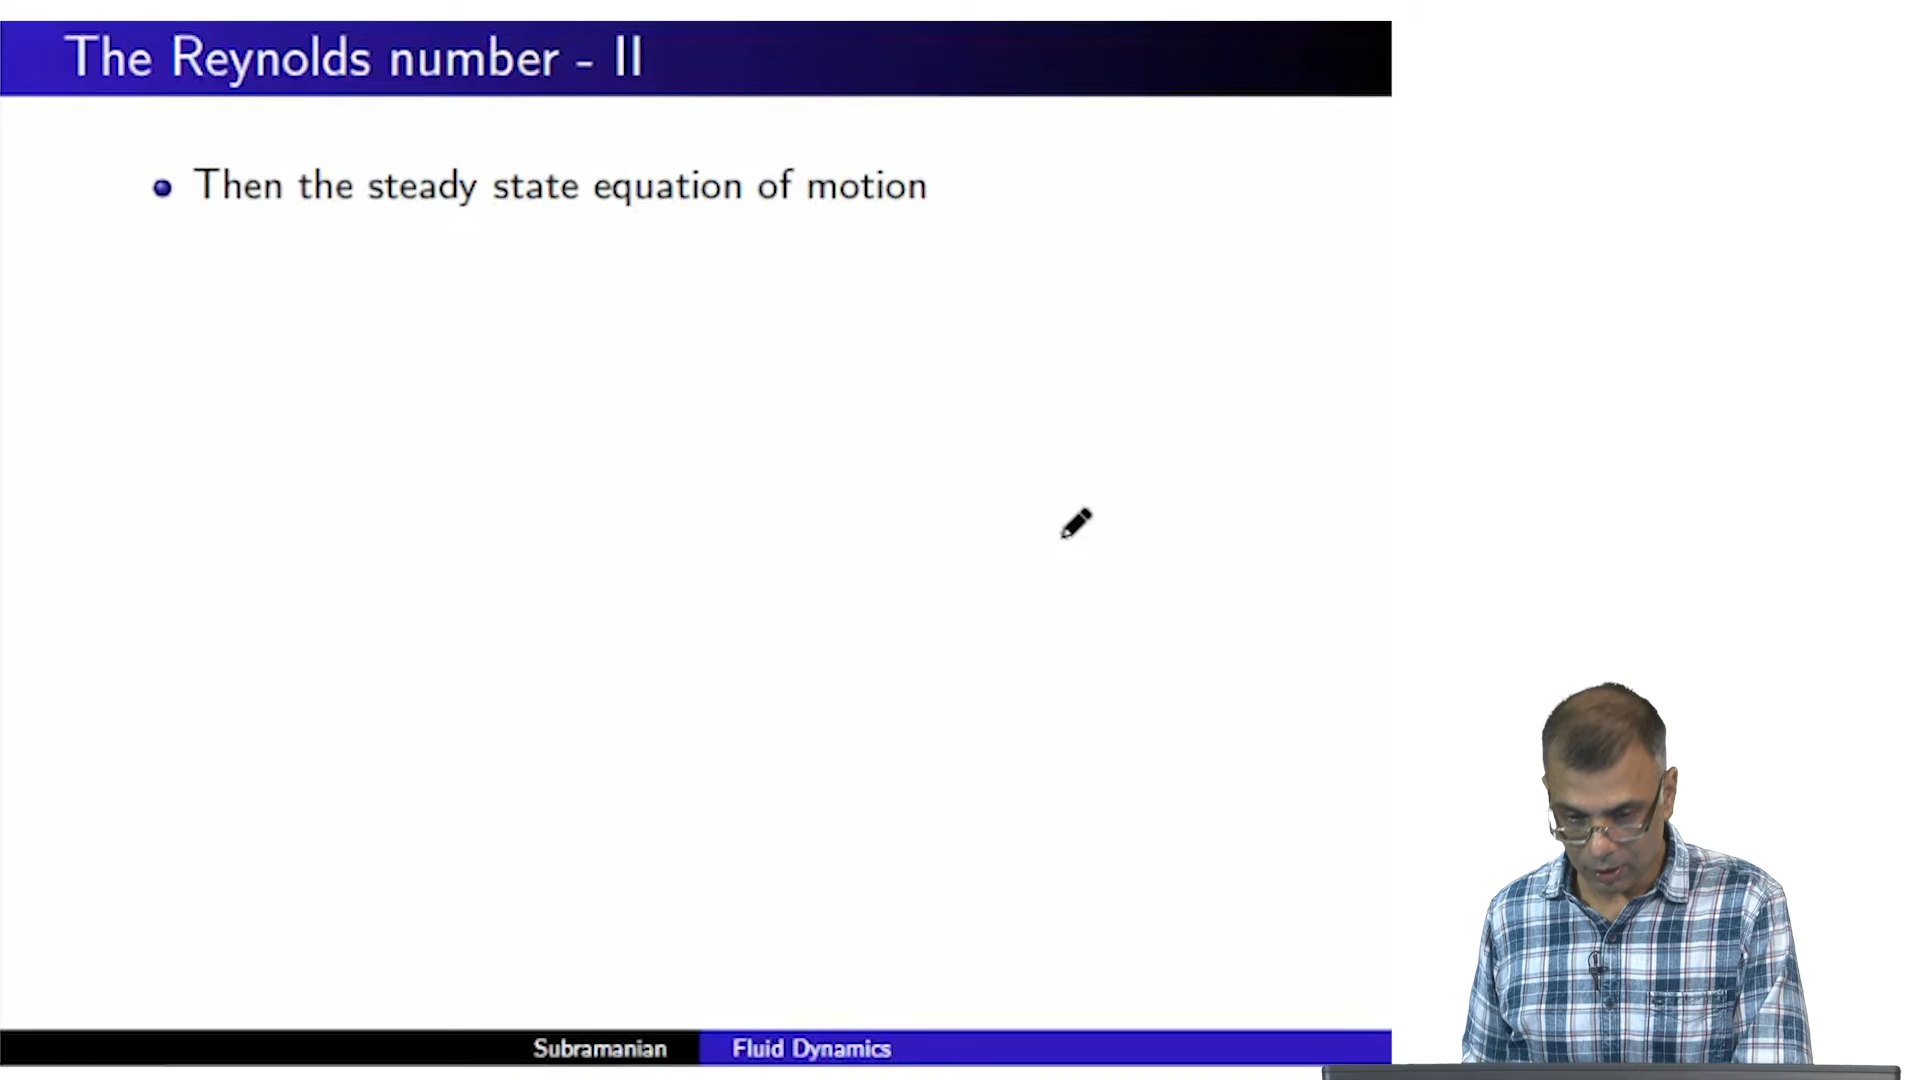 The Reynolds number - II
Then the steady state equation of motion
Subramanian
Fluid Dynamics